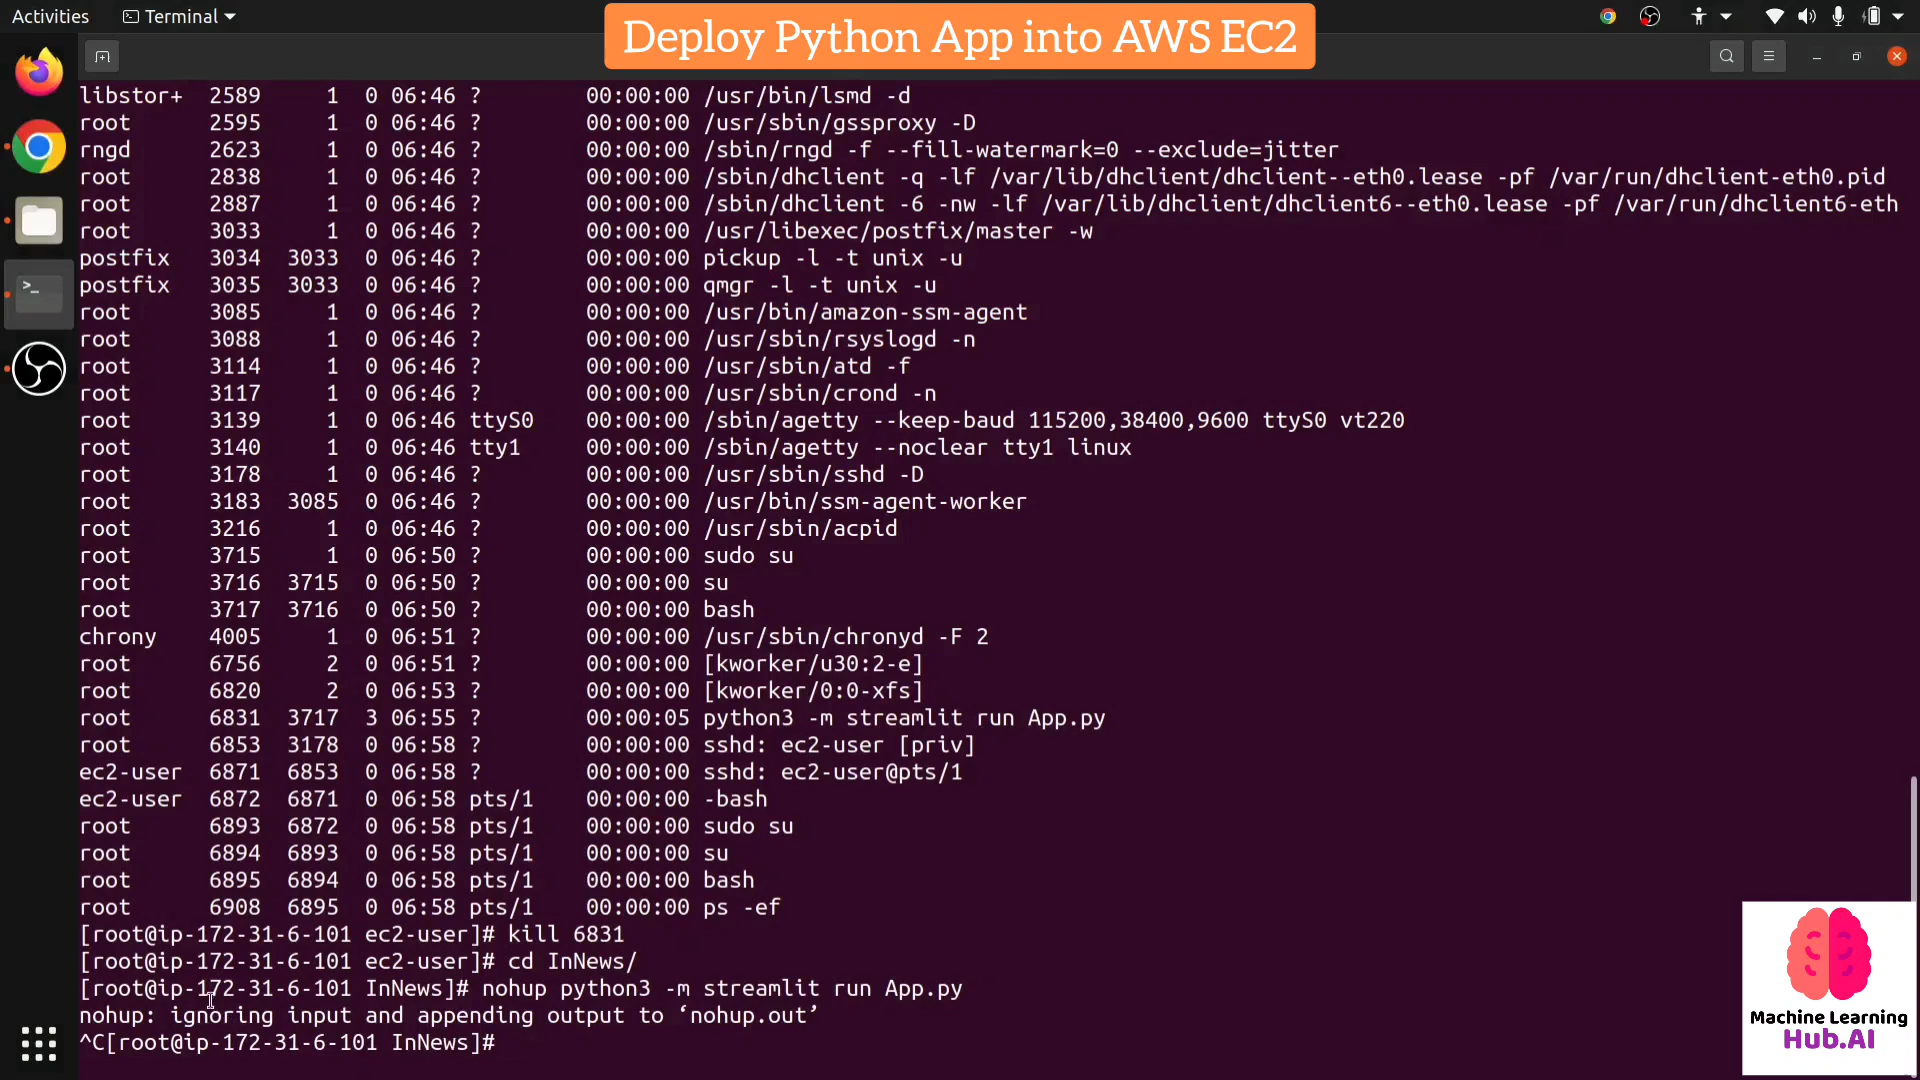 Activities
Terminal
Deploy Python App into AWS EC2
libstor+ 2589 1 0 06:46 ? 00:00:00 /usr/bin/lsmd -d
root 2595 1 0 06:46 ? 00:00:00 /usr/sbin/gssproxy -D
rngd 2623 1 0 06:46 ? 00:00:00 /sbin/rngd -f --fill-watermark=0 --exclude=jitter
root 2838 1 0 06:46 ? 00:00:00 /sbin/dhclient -q -lf /var/lib/dhclient/dhclient--eth0.lease -pf /var/run/dhclient-eth0.pid
root 2887 1 0 06:46 ? 00:00:00 /sbin/dhclient -6 -nw -lf /var/lib/dhclient/dhclient6--eth0.lease -pf /var/run/dhclient6-eth
root 3033 1 0 06:46 ? 00:00:00 /usr/libexec/postfix/master -w
postfix 3034 3033 0 06:46 ? 00:00:00 pickup -l -t unix -u
postfix 3035 3033 0 06:46 ? 00:00:00 qmgr -l -t unix -u
root 3085 1 0 06:46 ? 00:00:00 /usr/bin/amazon-ssm-agent
root 3088 1 0 06:46 ? 00:00:00 /usr/sbin/rsyslogd -n
root 3114 1 0 06:46 ? 00:00:00 /usr/sbin/atd -f
root 3117 1 0 06:46 ? 00:00:00 /usr/sbin/crond -n
root 3139 1 0 06:46 ttyS0 00:00:00 /sbin/agetty --keep-baud 115200,38400,9600 ttyS0 vt220
root 3140 1 0 06:46 tty1 00:00:00 /sbin/agetty --noclear tty1 linux
root 3178 1 0 06:46 ? 00:00:00 /usr/sbin/sshd -D
root 3183 3085 0 06:46 ? 00:00:00 /usr/bin/ssm-agent-worker
root 3216 1 0 06:46 ? 00:00:00 /usr/sbin/acpid
root 3715 1 0 06:50 ? 00:00:00 sudo su
root 3716 3715 0 06:50 ? 00:00:00 su
root 3717 3716 0 06:50 ? 00:00:00 bash
chrony 4005 1 0 06:51 ? 00:00:00 /usr/sbin/chronyd -F 2
root 6756 2 0 06:51 ? 00:00:00 [kworker/u30:2-e]
root 6820 2 0 06:53 ? 00:00:00 [kworker/0:0-xfs]
root 6831 3717 3 06:55 ? 00:00:05 python3 -m streamlit run App.py
root 6853 3178 0 06:58 ? 00:00:00 sshd: ec2-user [priv]
ec2-user 6871 6853 0 06:58 ? 00:00:00 sshd: ec2-user@pts/1
ec2-user 6872 6871 0 06:58 pts/1 00:00:00 -bash
root 6893 6872 0 06:58 pts/1 00:00:00 sudo su
root 6894 6893 0 06:58 pts/1 00:00:00 su
root 6895 6894 0 06:58 pts/1 00:00:00 bash
root 6908 6895 0 06:58 pts/1 00:00:00 ps -ef
[root@ip-172-31-6-101 ec2-user]# kill 6831
[root@ip-172-31-6-101 ec2-user]# cd InNews/
[root@ip-172-31-6-101 InNews]# nohup python3 -m streamlit run App.py
nohup: ignoring input and appending output to ‘nohup.out’
^C[root@ip-172-31-6-101 InNews]#
Machine Learning
Hub.AI